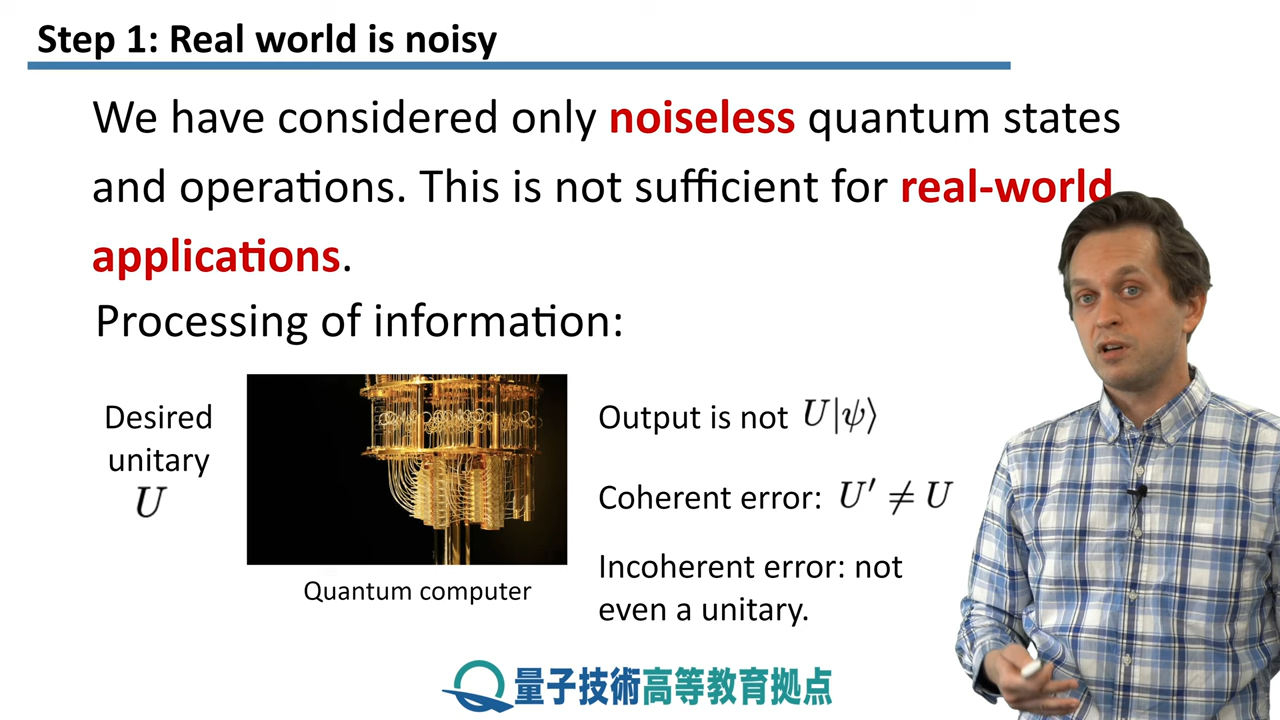 Step 1: Real world is noisy
We have considered only noiseless quantum states
and operations. This is not sufficient for real-world
applications.
Processing of information:
Desired
unitary
U
Quantum computer
Output is not U|ψ⟩
Coherent error: U′ ≠ U
Incoherent error: not
even a unitary.
量子技術高等教育拠点